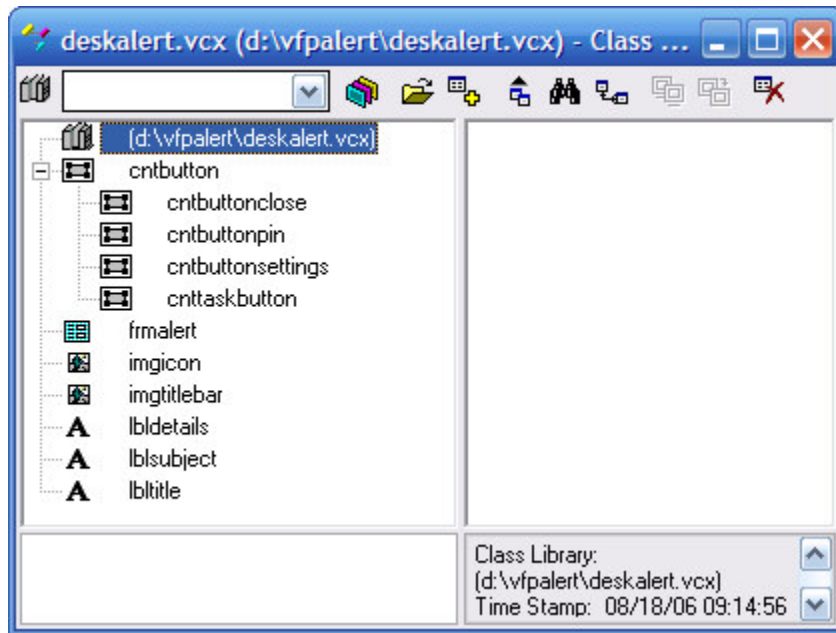 deskalert.vcx (d:\vfpalert\deskalert.vcx) - Class ...
(d:\vfpalert\deskalert.vcx)
cntbutton
cntbuttonclose
cntbuttonpin
cntbuttonsettings
cnttaskbutton
frmalert
imgicon
imgtitlebar
A lbldetails
A lblsubject
A lbltitle
Class Library:
(d:\vfpalert\deskalert.vcx)
Time Stamp: 08/18/06 09:14:56